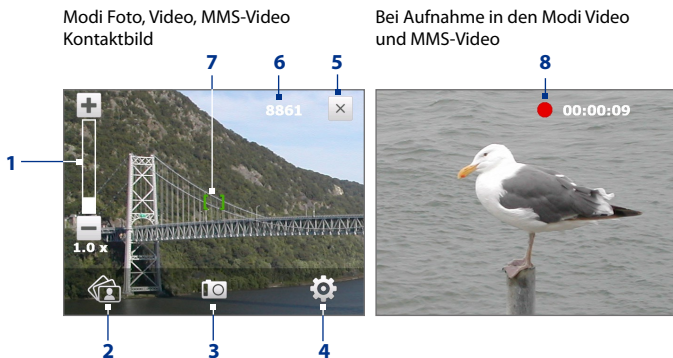 Modi Foto, Video, MMS-Video
Kontaktbild
Bei Aufnahme in den Modi Video
und MMS-Video
7
6
5
8
8861
00:00:09
1
1.0 x
2
3
4